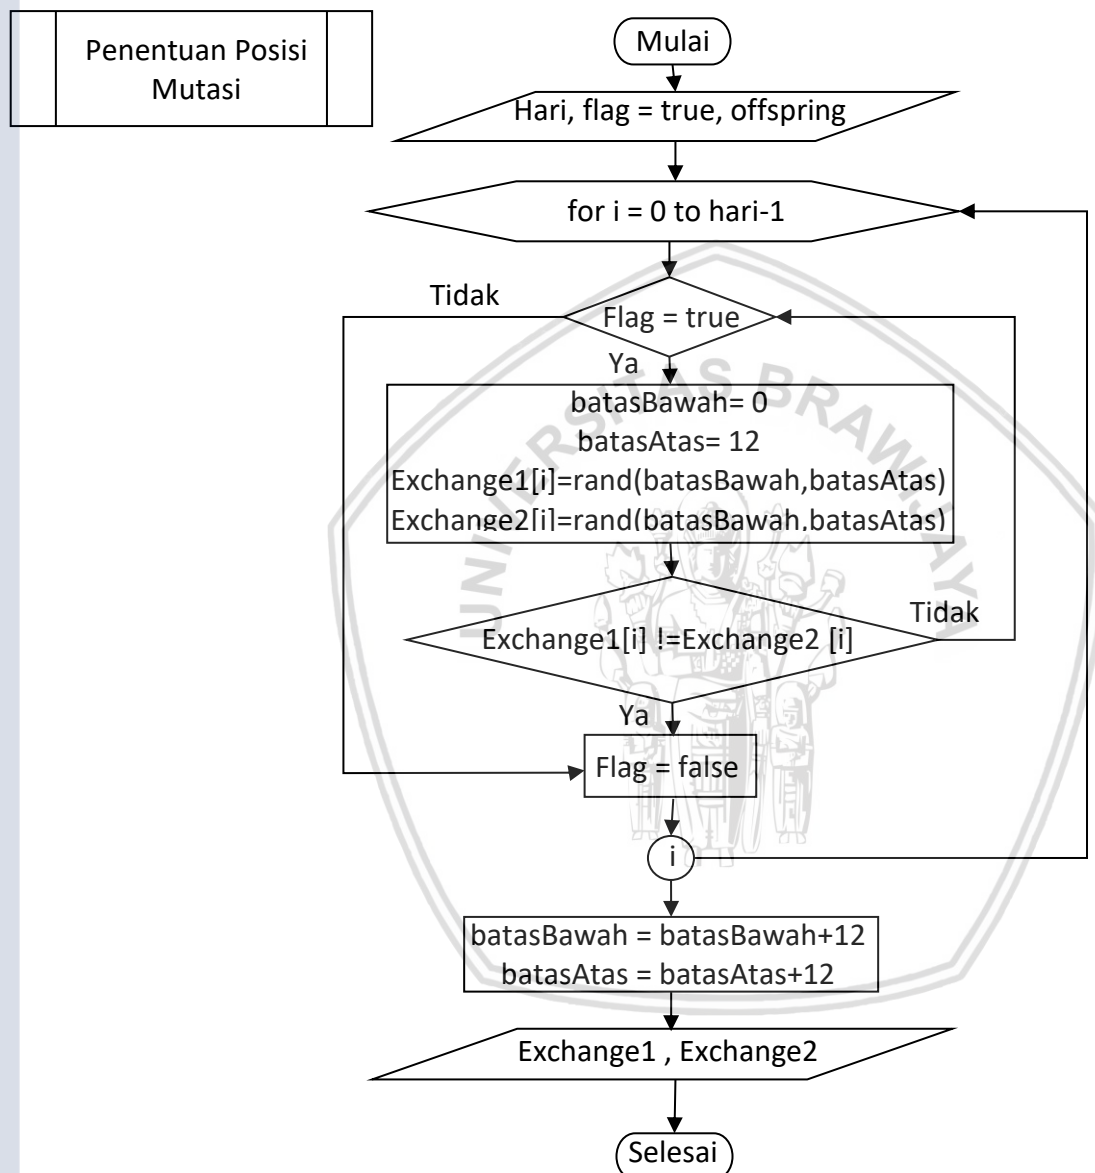 Penentuan Posisi
Mutasi
Mulai
Hari, flag = true, offspring
for i = 0 to hari-1
Tidak
Flag = true
Ya
batasBawah= 0
batasAtas= 12
Exchange1[i]=rand(batasBawah,batasAtas)
Exchange2[i]=rand(batasBawah,batasAtas)
Tidak
Exchange1[i] !=Exchange2 [i]
Ya
Flag = false
i
batasBawah = batasBawah+12
batasAtas = batasAtas+12
Exchange1 , Exchange2
Selesai
UNIVERSITAS BRAWIJAYA